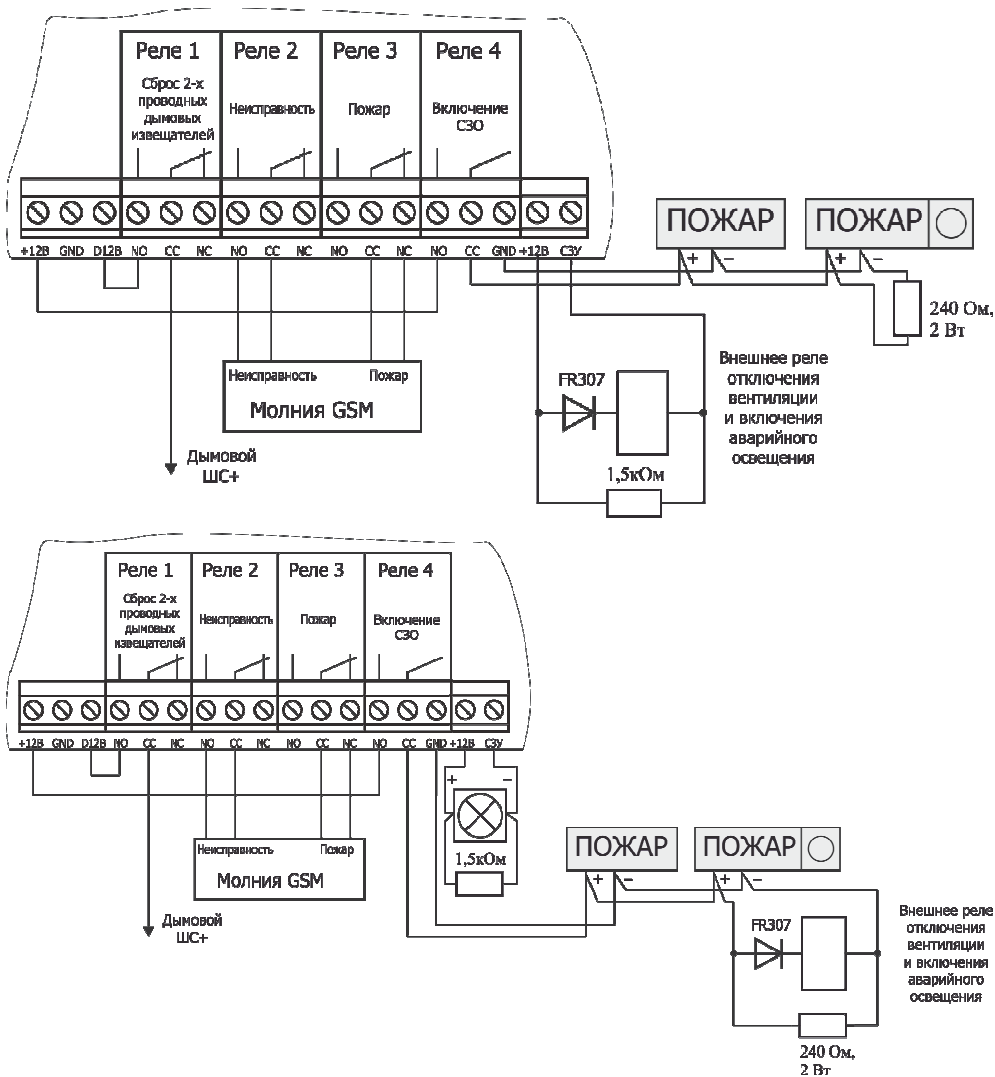 Реле 1 Реле 2 Реле 3 Реле 4
Сброс 2-х
проводных
дымовых
извещателей
Неисправность
Пожар
Включение
СЗО
+12В GND D12В NO CC NC NO CC NC NO CC NC NO CC GND +12В СЗУ
ПОЖАР
ПОЖАР
+ − + −
240 Ом,
2 Вт
Неисправность Пожар
Молния GSM
Дымовой
ШС+
FR307
1,5кОм
Внешнее реле
отключения
вентиляции
и включения
аварийного
освещения
Реле 1 Реле 2 Реле 3 Реле 4
Сброс 2-х
проводных
дымовых
извещателей
Неисправность
Пожар
Включение
СЗО
+12В GND D12В NO CC NC NO CC NC NO CC NC NO CC GND +12В СЗУ
+ −
1,5кОм
Неисправность Пожар
Молния GSM
Дымовой
ШС+
ПОЖАР
ПОЖАР
+ − + −
FR307
240 Ом,
2 Вт
Внешнее реле
отключения
вентиляции
и включения
аварийного
освещения